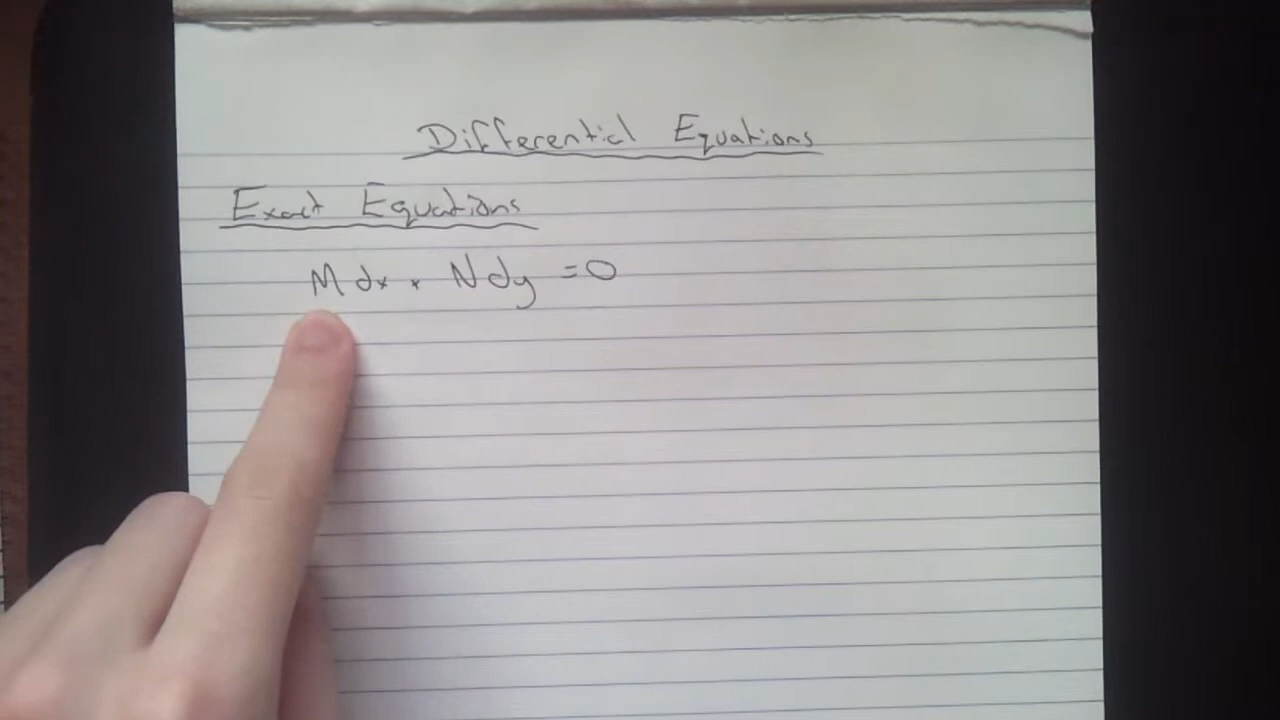 Differential Equations
Exact Equations
M dx + N dy = 0